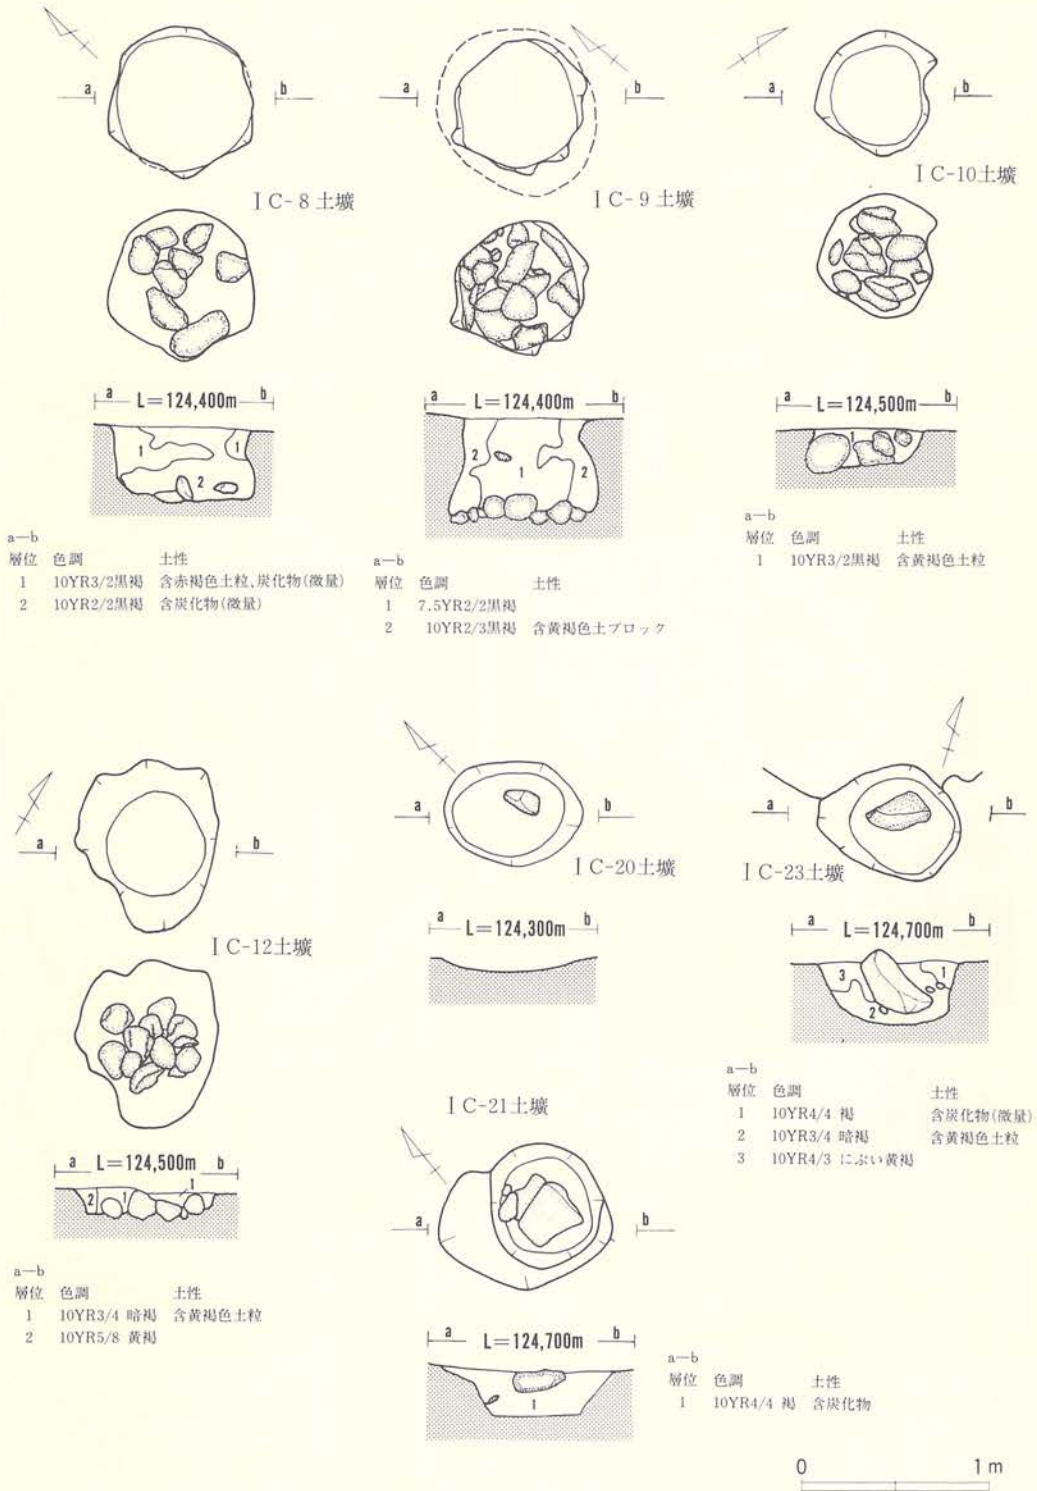 a b
ⅠC-8土壙
a b
ⅠC-9土壙
a b
ⅠC-10土壙
a L=124,400m b
1 1
2
a—b
層位 色調 土性
1 10YR3/2黒褐 含赤褐色土粒、炭化物(微量)
2 10YR2/2黒褐 含炭化物(微量)
a L=124,400m b
2 1 2
a—b
層位 色調 土性
1 7.5YR2/2黒褐
2 10YR2/3黒褐 含黄褐色土ブロック
a L=124,500m b
1
a—b
層位 色調 土性
1 10YR3/2黒褐 含黄褐色土粒
a b
ⅠC-12土壙
a L=124,500m b
2 1 1
a—b
層位 色調 土性
1 10YR3/4 暗褐 含黄褐色土粒
2 10YR5/8 黄褐
a b
ⅠC-20土壙
a L=124,300m b
ⅠC-21土壙
a b
a L=124,700m b
1
a—b
層位 色調 土性
1 10YR4/4 褐 含炭化物
a b
ⅠC-23土壙
a L=124,700m b
3 1
2
a—b
層位 色調 土性
1 10YR4/4 褐 含炭化物(微量)
2 10YR3/4 暗褐 含黄褐色土粒
3 10YR4/3 にぶい黄褐
0 1m